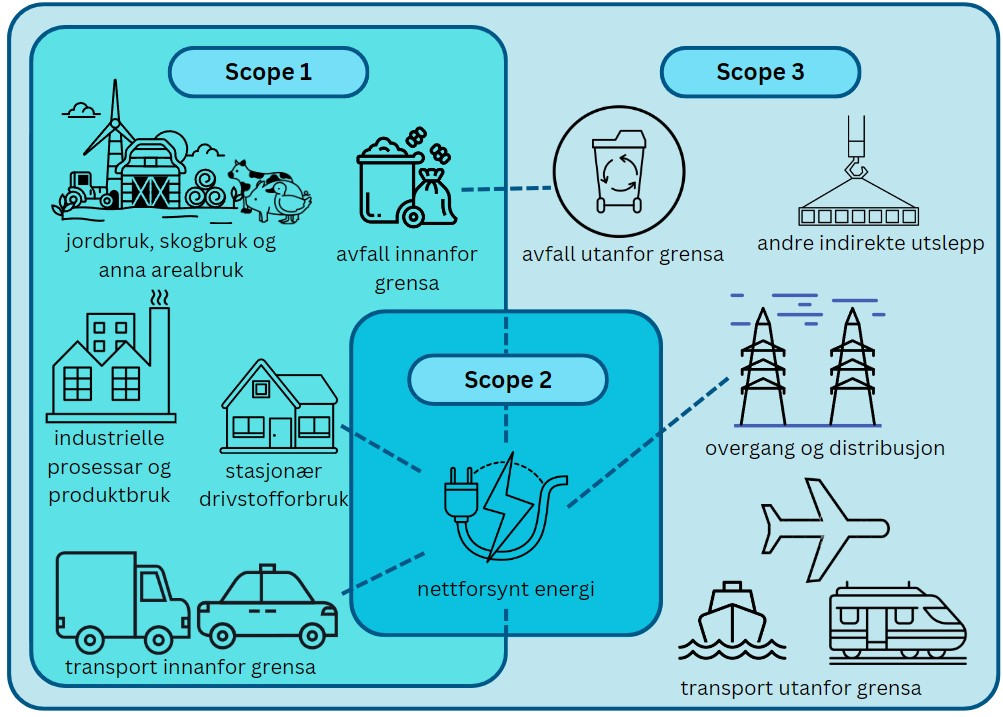 Scope 1
Scope 3
jordbruk, skogbruk og
anna arealbruk
avfall innanfor
grensa
avfall utanfor grensa
andre indirekte utslepp
Scope 2
industrielle
prosessar og
produktbruk
stasjonær
drivstofforbruk
overgang og distribusjon
nettforsynt energi
transport innanfor grensa
transport utanfor grensa